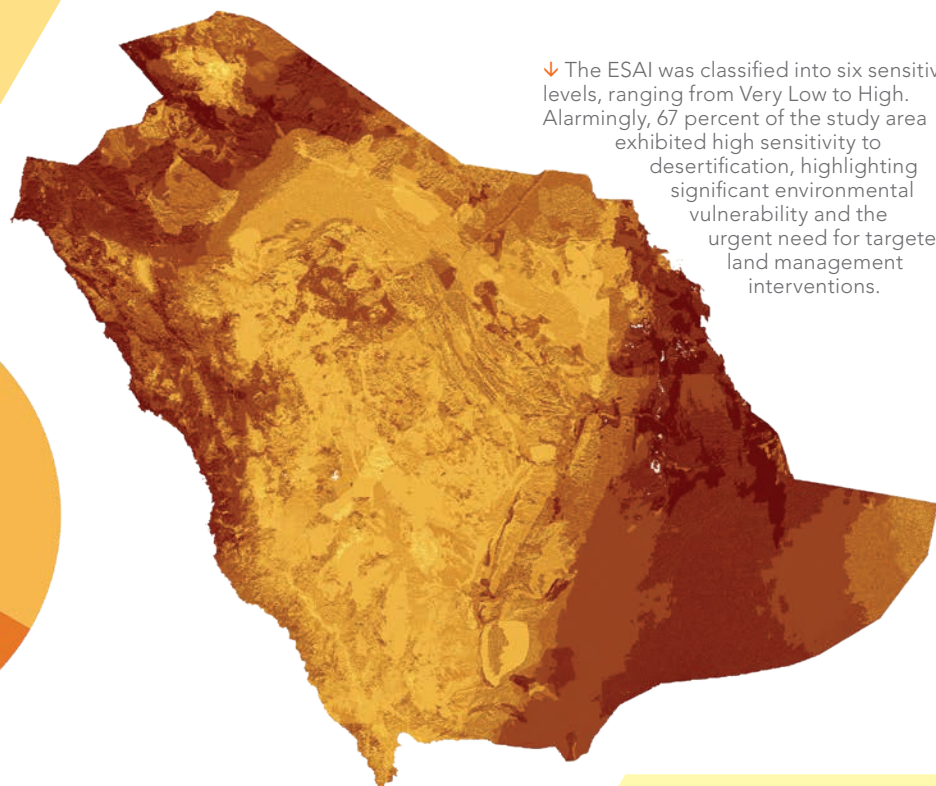 ↓ The ESAI was classified into six sensitiv
levels, ranging from Very Low to High.
Alarmingly, 67 percent of the study area
exhibited high sensitivity to
desertification, highlighting
significant environmental
vulnerability and the
urgent need for targete
land management
interventions.